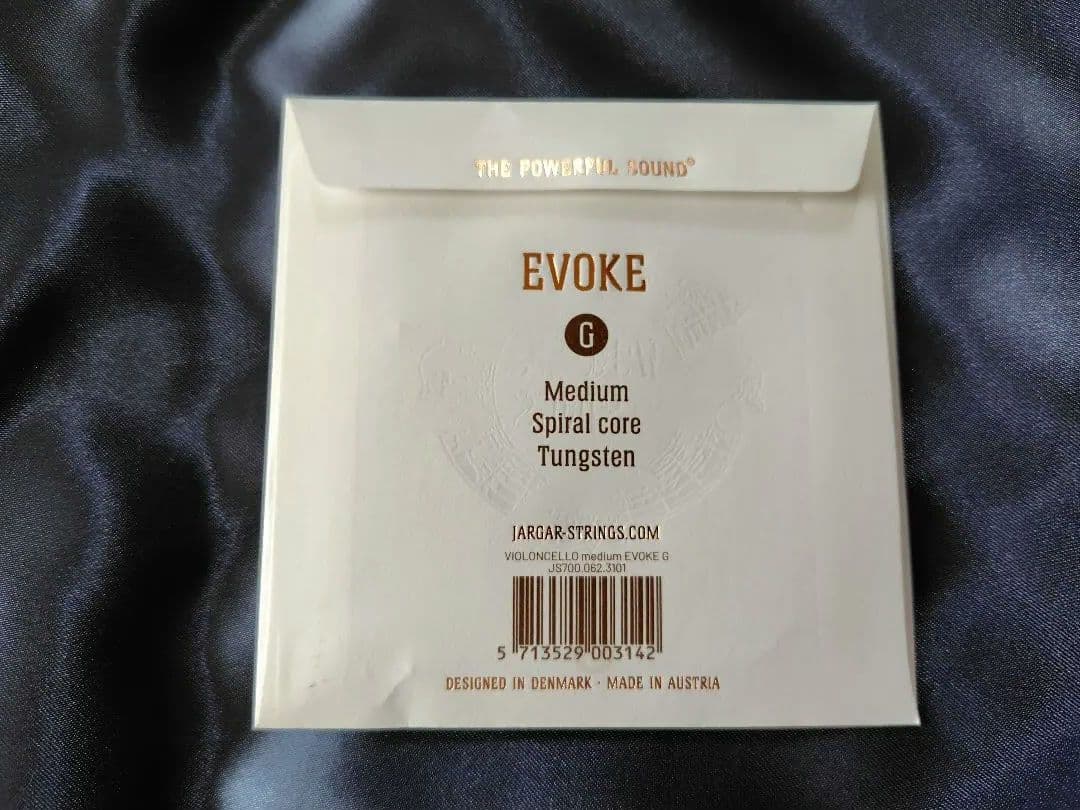 THE POWERFUL SOUND®
EVOKE
G
Medium
Spiral core
Tungsten
JARGAR-STRINGS.COM
VIOLONCELLO medium EVOKE G
JS700.062.3101
5 713529 003142
DESIGNED IN DENMARK · MADE IN AUSTRIA